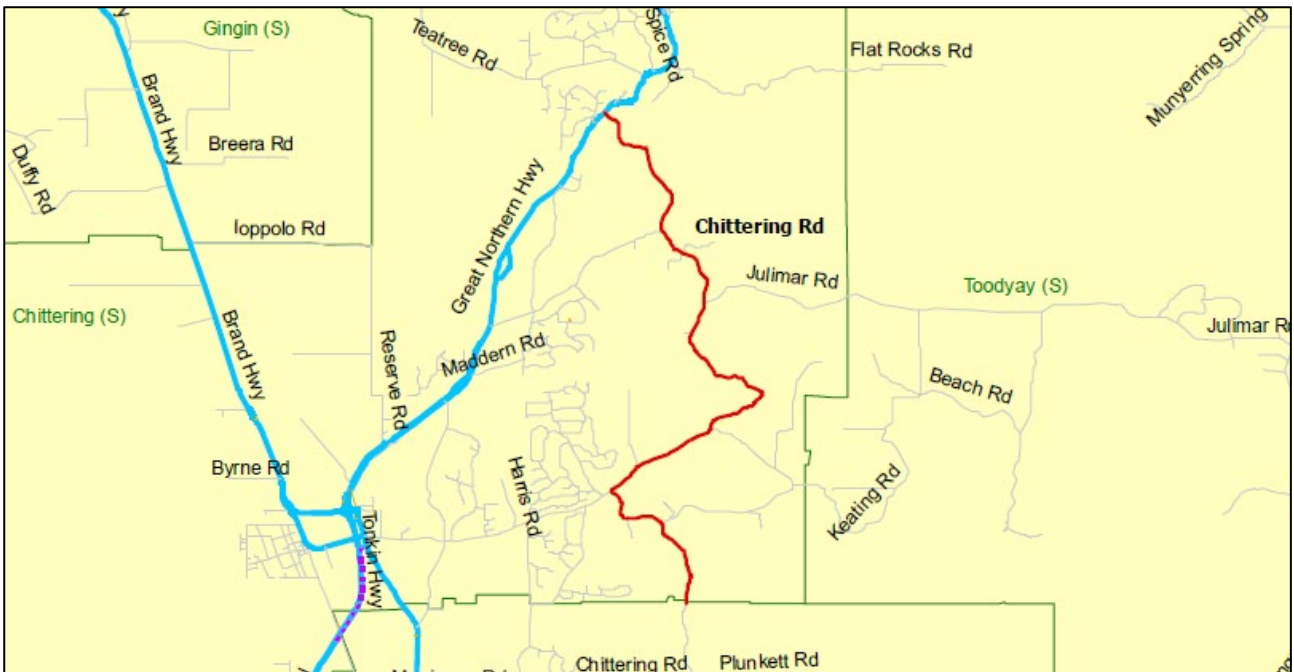 Gingin (S)
Teatree Rd
Spice Rd
Flat Rocks Rd
Munyerring Spring
Brand Hwy
Breera Rd
Duffy Rd
Ioppolo Rd
Great Northern Hwy
Chittering Rd
Julimar Rd
Toodyay (S)
Chittering (S)
Brand Hwy
Reserve Rd
Maddern Rd
Julimar R
Beach Rd
Byrne Rd
Harris Rd
Keating Rd
Tonkin Hwy
Chittering Rd
Plunkett Rd